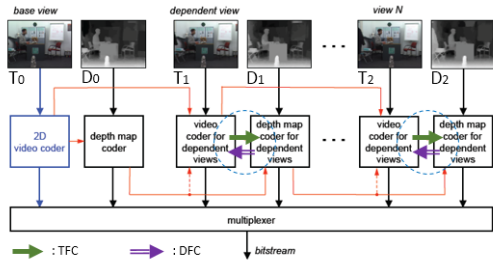 base view
dependent view
view N
T0
D0
T1
D1
T2
D2
...
2D
video coder
depth map
coder
video
coder for
dependent
views
depth map
coder for
dependent
views
...
video
coder for
dependent
views
depth map
coder for
dependent
views
multiplexer
: TFC
: DFC
bitstream